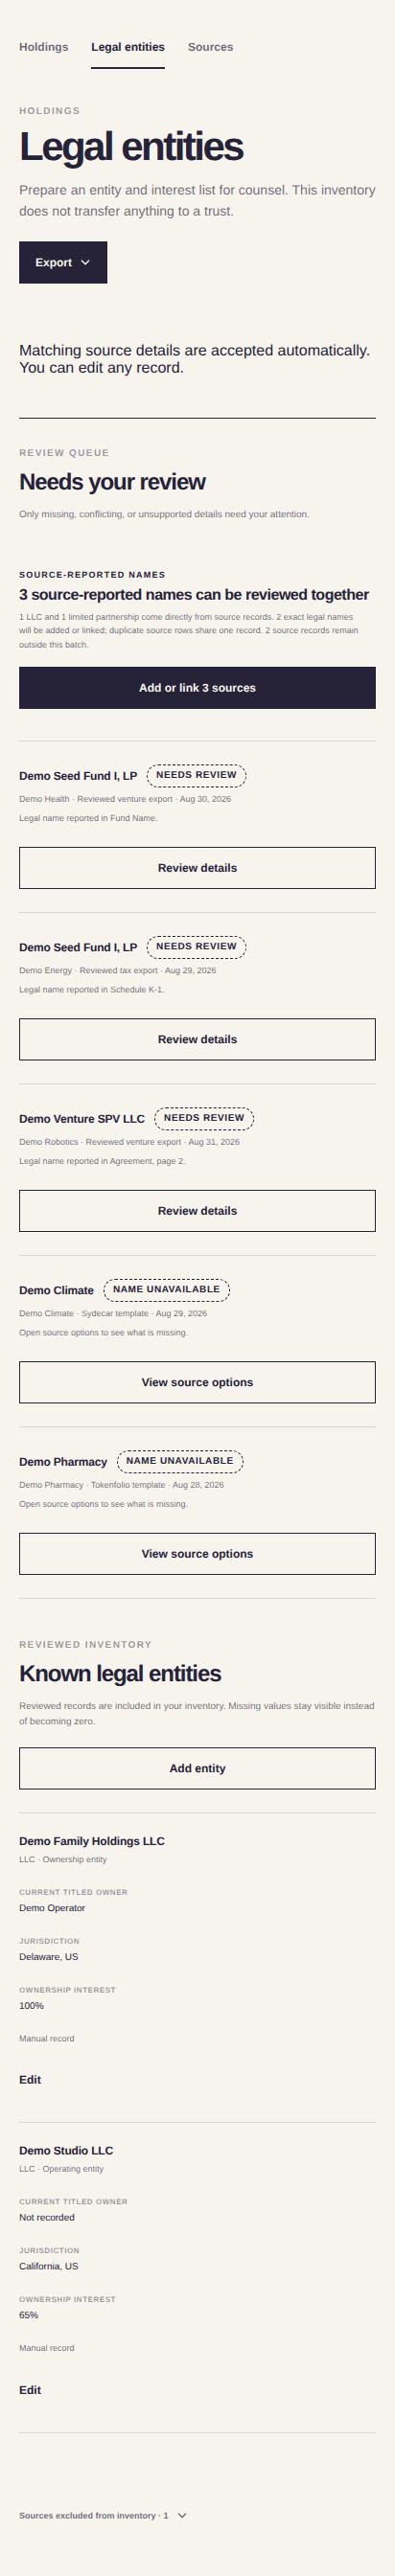 Holdings Legal entities Sources
HOLDINGS
Legal entities
Prepare an entity and interest list for counsel. This inventory
does not transfer anything to a trust.
Export
Matching source details are accepted automatically.
You can edit any record.
REVIEW QUEUE
Needs your review
Only missing, conflicting, or unsupported details need your attention.
SOURCE-REPORTED NAMES
3 source-reported names can be reviewed together
1 LLC and 1 limited partnership come directly from source records. 2 exact legal names
will be added or linked; duplicate source rows share one record. 2 source records remain
outside this batch.
Add or link 3 sources
Demo Seed Fund I, LP NEEDS REVIEW
Demo Health · Reviewed venture export · Aug 30, 2026
Legal name reported in Fund Name.
Review details
Demo Seed Fund I, LP NEEDS REVIEW
Demo Energy · Reviewed tax export · Aug 29, 2026
Legal name reported in Schedule K-1.
Review details
Demo Venture SPV LLC NEEDS REVIEW
Demo Robotics · Reviewed venture export · Aug 31, 2026
Legal name reported in Agreement, page 2.
Review details
Demo Climate NAME UNAVAILABLE
Demo Climate · Sydecar template · Aug 29, 2026
Open source options to see what is missing.
View source options
Demo Pharmacy NAME UNAVAILABLE
Demo Pharmacy · Tokenfolio template · Aug 28, 2026
Open source options to see what is missing.
View source options
REVIEWED INVENTORY
Known legal entities
Reviewed records are included in your inventory. Missing values stay visible instead
of becoming zero.
Add entity
Demo Family Holdings LLC
LLC · Ownership entity
CURRENT TITLED OWNER
Demo Operator
JURISDICTION
Delaware, US
OWNERSHIP INTEREST
100%
Manual record
Edit
Demo Studio LLC
LLC · Operating entity
CURRENT TITLED OWNER
Not recorded
JURISDICTION
California, US
OWNERSHIP INTEREST
65%
Manual record
Edit
Sources excluded from inventory · 1